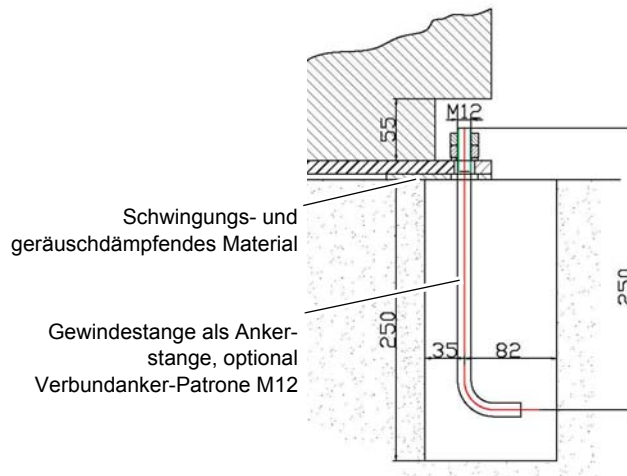 M12
55
Schwingungs- und
geräuschdämpfendes Material
250
250
Gewindestange als Anker-
stange, optional
Verbundanker-Patrone M12
35
82